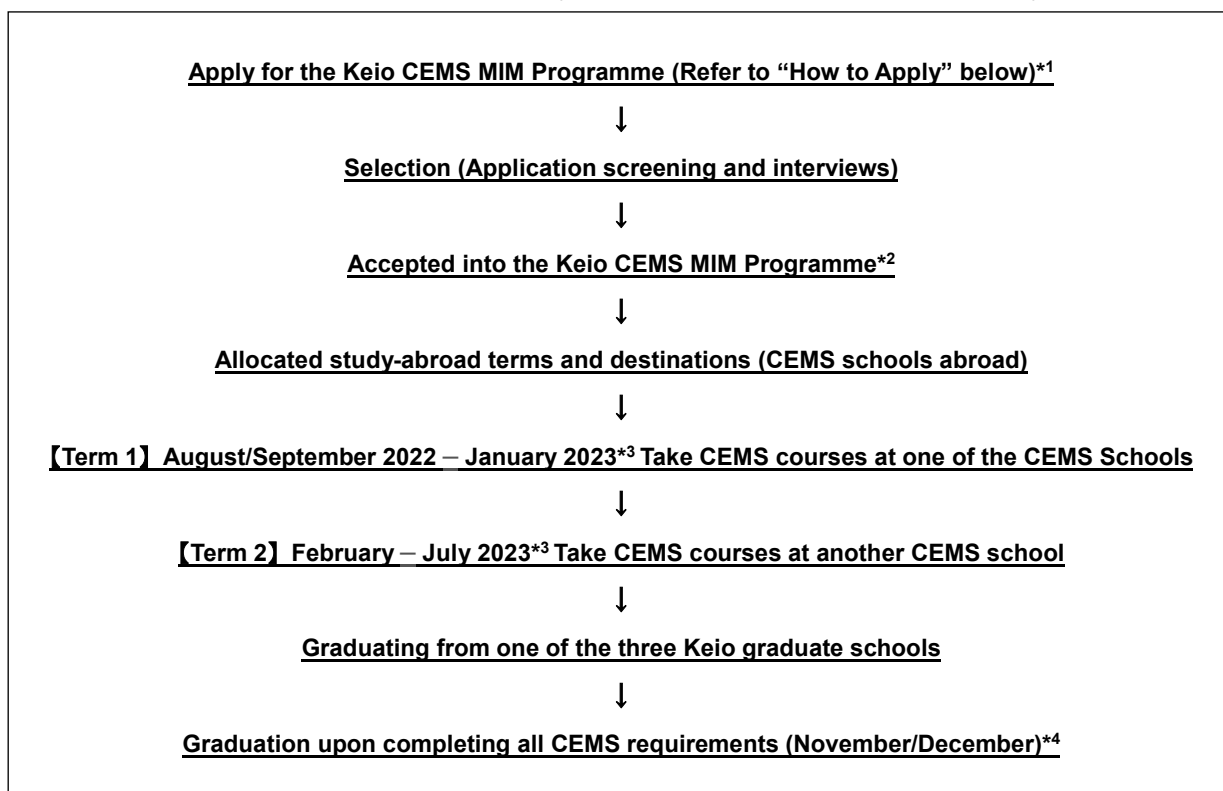 Apply for the Keio CEMS MIM Programme (Refer to “How to Apply” below)*1
↓
Selection (Application screening and interviews)
↓
Accepted into the Keio CEMS MIM Programme*2
↓
Allocated study-abroad terms and destinations (CEMS schools abroad)
↓
【Term 1】 August/September 2022 – January 2023*3 Take CEMS courses at one of the CEMS Schools
↓
【Term 2】 February – July 2023*3 Take CEMS courses at another CEMS school
↓
Graduating from one of the three Keio graduate schools
↓
Graduation upon completing all CEMS requirements (November/December)*4